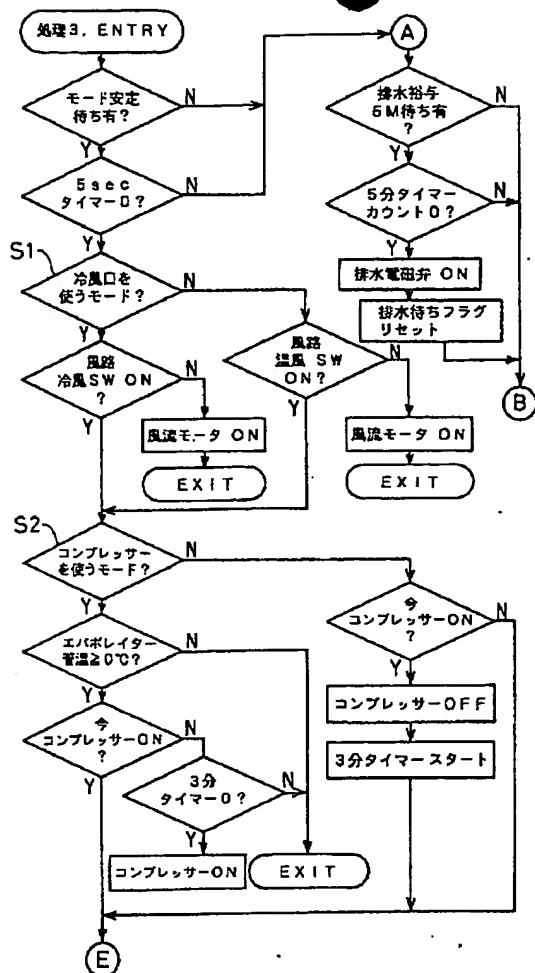 処理3, ENTRY
モード安定
待ち有?
Y
N
5sec
タイマー0?
Y
N
S1
冷風口を
使うモード?
Y
N
風路
冷風SW ON
?
Y
N
風流モータ ON
EXIT
風路
温風 SW
ON?
Y
N
風流モータ ON
EXIT
A
排水裕与
5M待ち有
?
Y
N
5分タイマー
カウント0?
Y
N
排水電磁弁 ON
排水待ちフラグ
リセット
B
S2
コンプレッサー
を使うモード?
Y
N
エバポレイター
管温≧0℃?
Y
N
今
コンプレッサーON
?
Y
N
3分
タイマー0?
N
Y
コンプレッサーON
EXIT
今
コンプレッサーON
?
N
Y
コンプレッサーOFF
3分タイマースタート
E